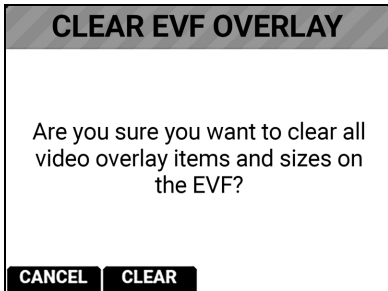 CLEAR EVF OVERLAY
Are you sure you want to clear all
video overlay items and sizes on
the EVF?
CANCEL CLEAR